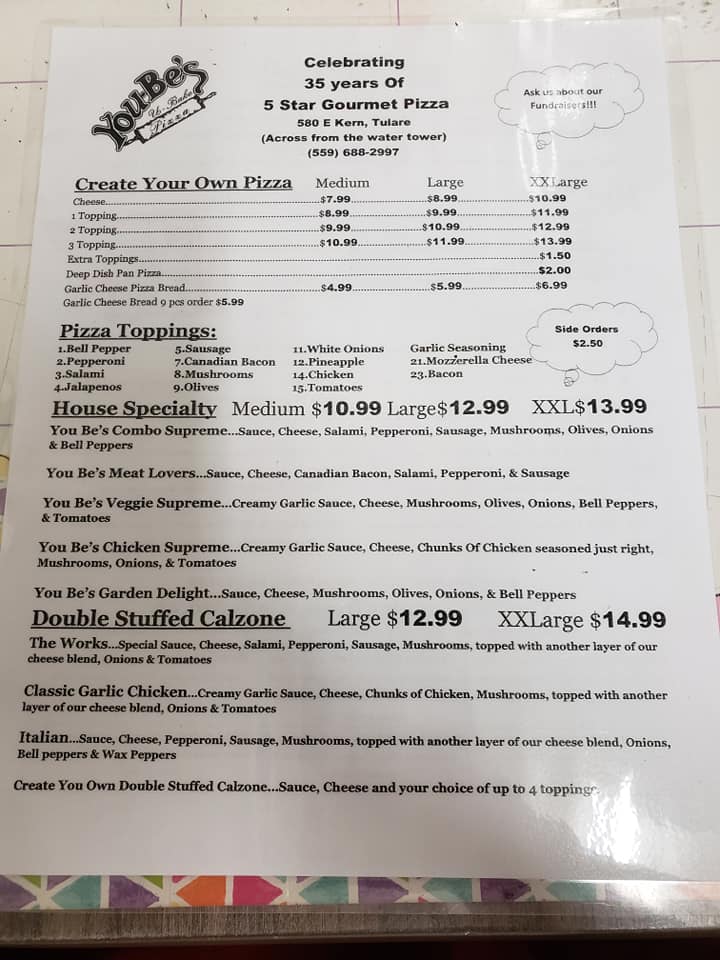 You-Be's
U-Bake
Pizza
Celebrating
35 years Of
5 Star Gourmet Pizza
580 E Kern, Tulare
(Across from the water tower)
(559) 688-2997
Ask us about our
Fundraisers!!!
Create Your Own Pizza Medium Large XXLarge
Cheese...$7.99...$8.99...$10.99
1 Topping...$8.99...$9.99...$11.99
2 Topping...$9.99...$10.99...$12.99
3 Topping...$10.99...$11.99...$13.99
Extra Toppings...$1.50
Deep Dish Pan Pizza...$2.00
Garlic Cheese Pizza Bread...$4.99...$5.99...$6.99
Garlic Cheese Bread 9 pcs order $5.99
Side Orders
$2.50
Pizza Toppings:
1.Bell Pepper 5.Sausage 11.White Onions Garlic Seasoning
2.Pepperoni 7.Canadian Bacon 12.Pineapple 21.Mozzerella Cheese
3.Salami 8.Mushrooms 14.Chicken 23.Bacon
4.Jalapenos 9.Olives 15.Tomatoes
House Specialty Medium $10.99 Large$12.99 XXL$13.99
You Be's Combo Supreme...Sauce, Cheese, Salami, Pepperoni, Sausage, Mushrooms, Olives, Onions
& Bell Peppers
You Be's Meat Lovers...Sauce, Cheese, Canadian Bacon, Salami, Pepperoni, & Sausage
You Be's Veggie Supreme...Creamy Garlic Sauce, Cheese, Mushrooms, Olives, Onions, Bell Peppers,
& Tomatoes
You Be's Chicken Supreme...Creamy Garlic Sauce, Cheese, Chunks Of Chicken seasoned just right,
Mushrooms, Onions, & Tomatoes
You Be's Garden Delight...Sauce, Cheese, Mushrooms, Olives, Onions, & Bell Peppers
Double Stuffed Calzone Large $12.99 XXLarge $14.99
The Works...Special Sauce, Cheese, Salami, Pepperoni, Sausage, Mushrooms, topped with another layer of our
cheese blend, Onions & Tomatoes
Classic Garlic Chicken...Creamy Garlic Sauce, Cheese, Chunks of Chicken, Mushrooms, topped with another
layer of our cheese blend, Onions & Tomatoes
Italian...Sauce, Cheese, Pepperoni, Sausage, Mushrooms, topped with another layer of our cheese blend, Onions,
Bell peppers & Wax Peppers
Create You Own Double Stuffed Calzone...Sauce, Cheese and your choice of up to 4 toppings.